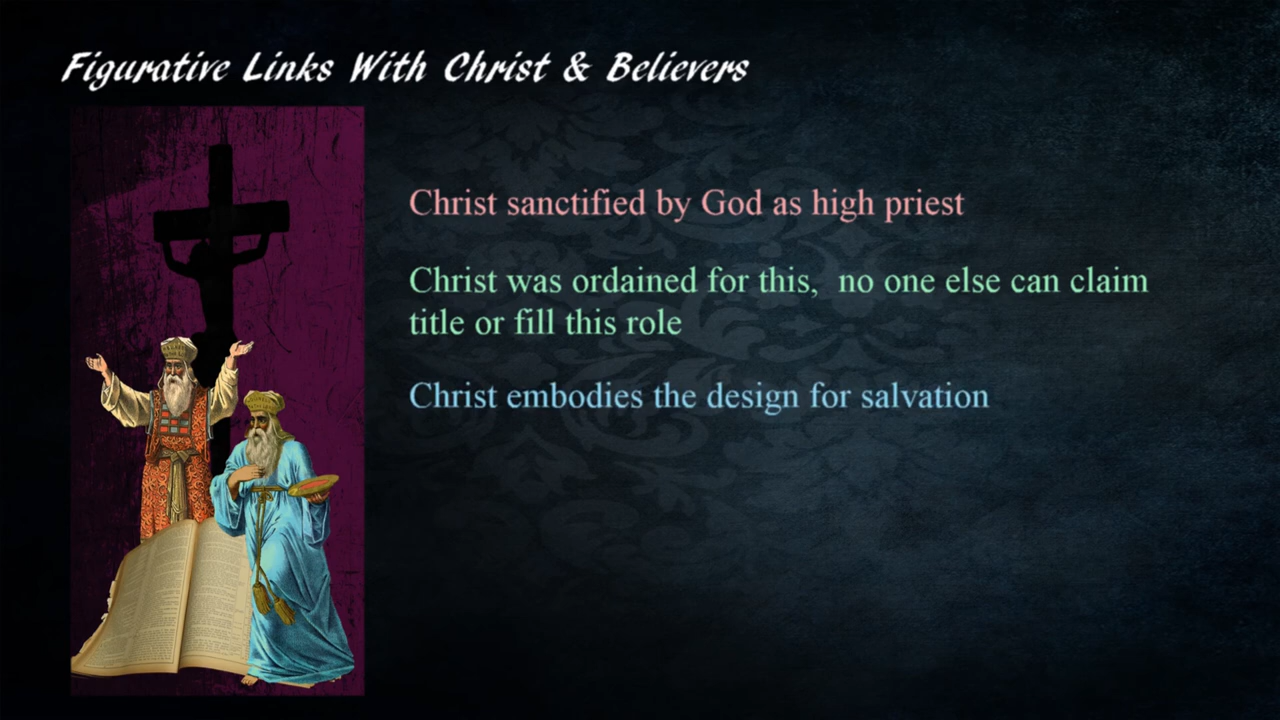 Figurative Links With Christ & Believers
Christ sanctified by God as high priest
Christ was ordained for this,  no one else can claim
title or fill this role
Christ embodies the design for salvation